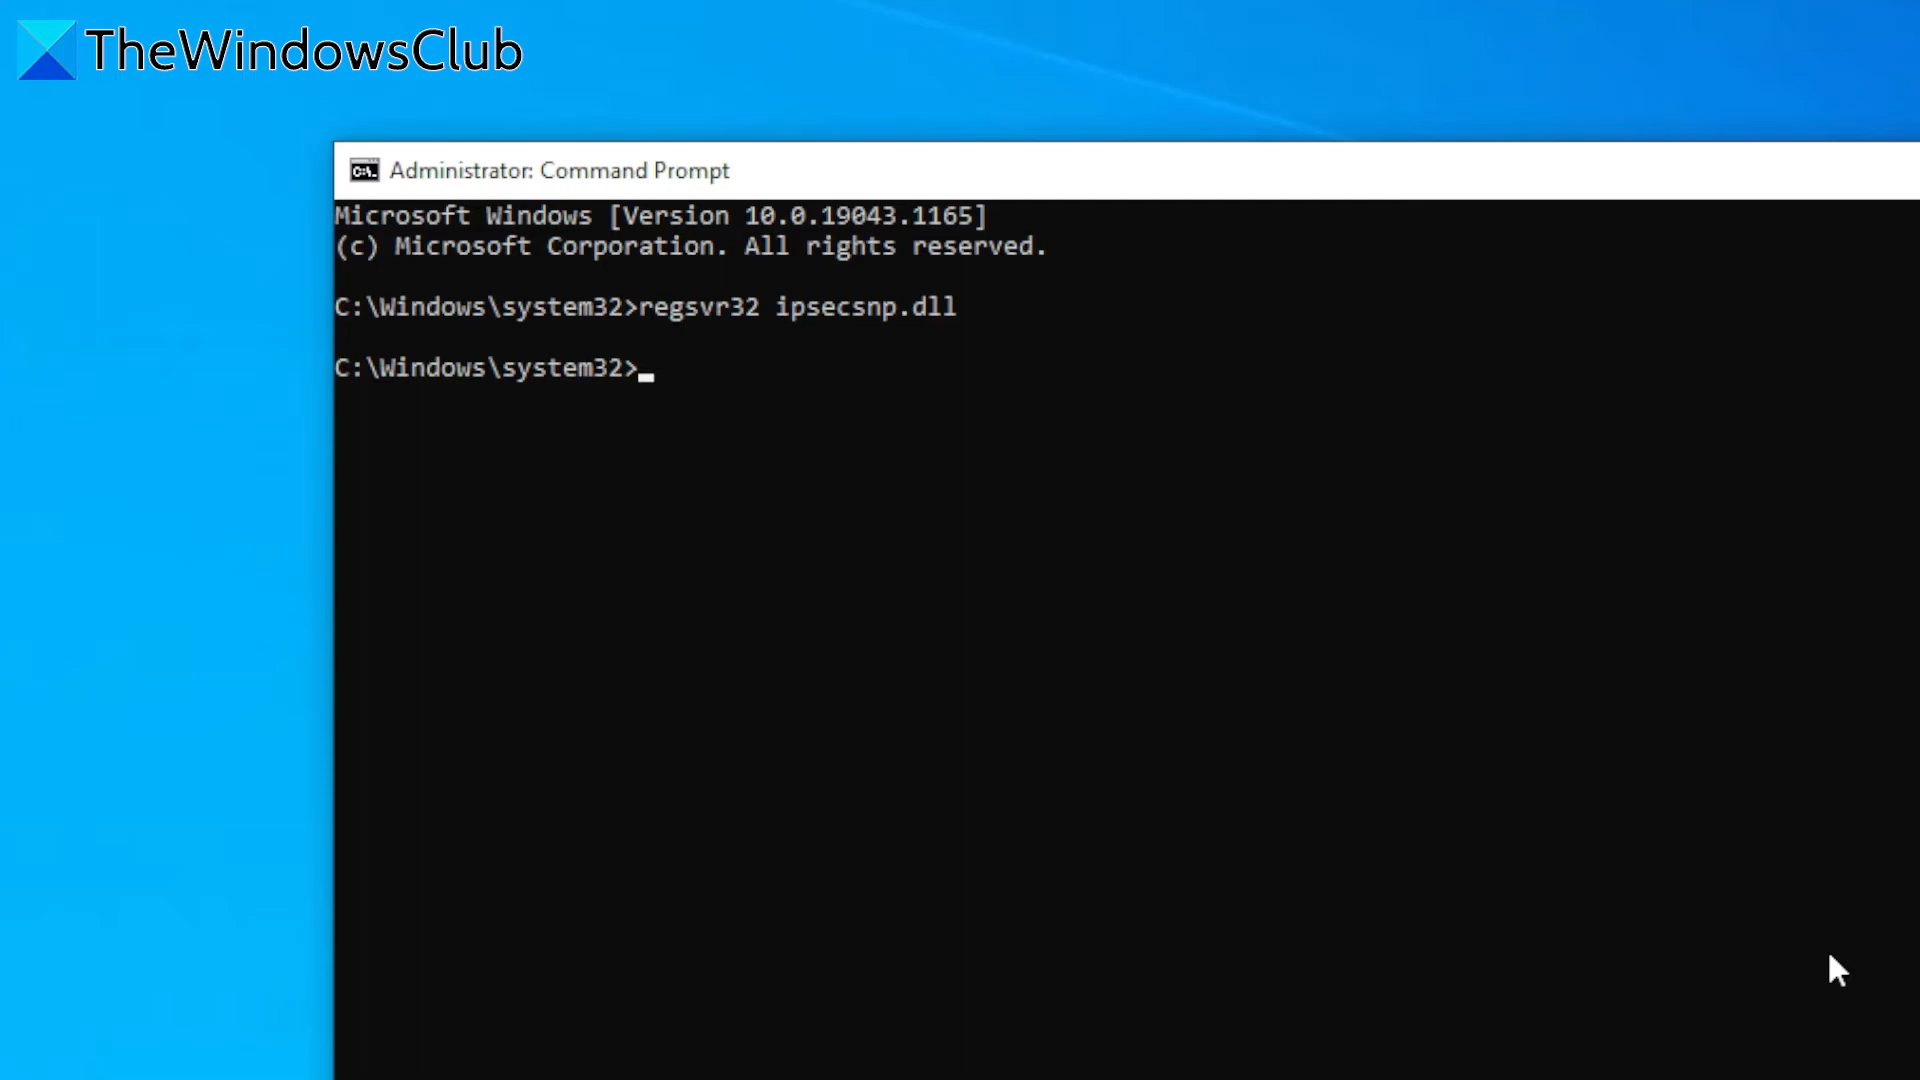 TheWindowsClub
C:\.
Administrator: Command Prompt
Microsoft Windows [Version 10.0.19043.1165]
(c) Microsoft Corporation. All rights reserved.
C:\Windows\system32>regsvr32 ipsecsnp.dll
C:\Windows\system32>